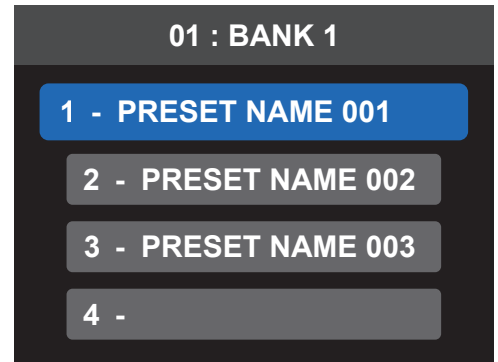 01 : BANK 1
1 - PRESET NAME 001
2 - PRESET NAME 002
3 - PRESET NAME 003
4 -